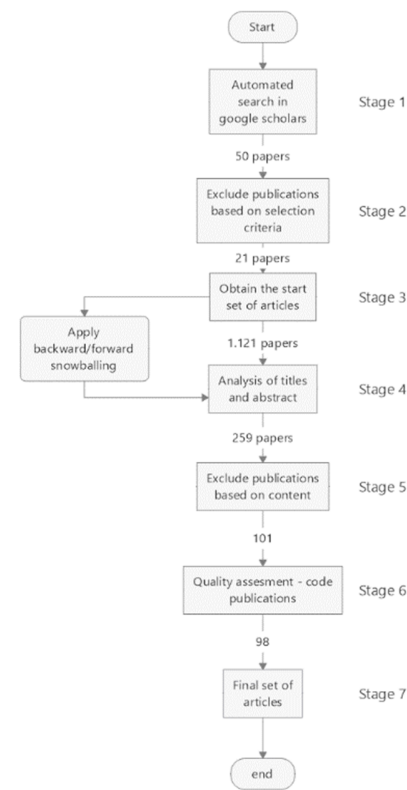 Start
Automated
search in
google scholars
Stage 1
50 papers
Exclude publications
based on selection
criteria
Stage 2
21 papers
Obtain the start
set of articles
Stage 3
Apply
backward/forward
snowballing
1.121 papers
Analysis of titles
and abstract
Stage 4
259 papers
Exclude publications
based on content
Stage 5
101
Quality assesment - code
publications
Stage 6
98
Final set of
articles
Stage 7
end